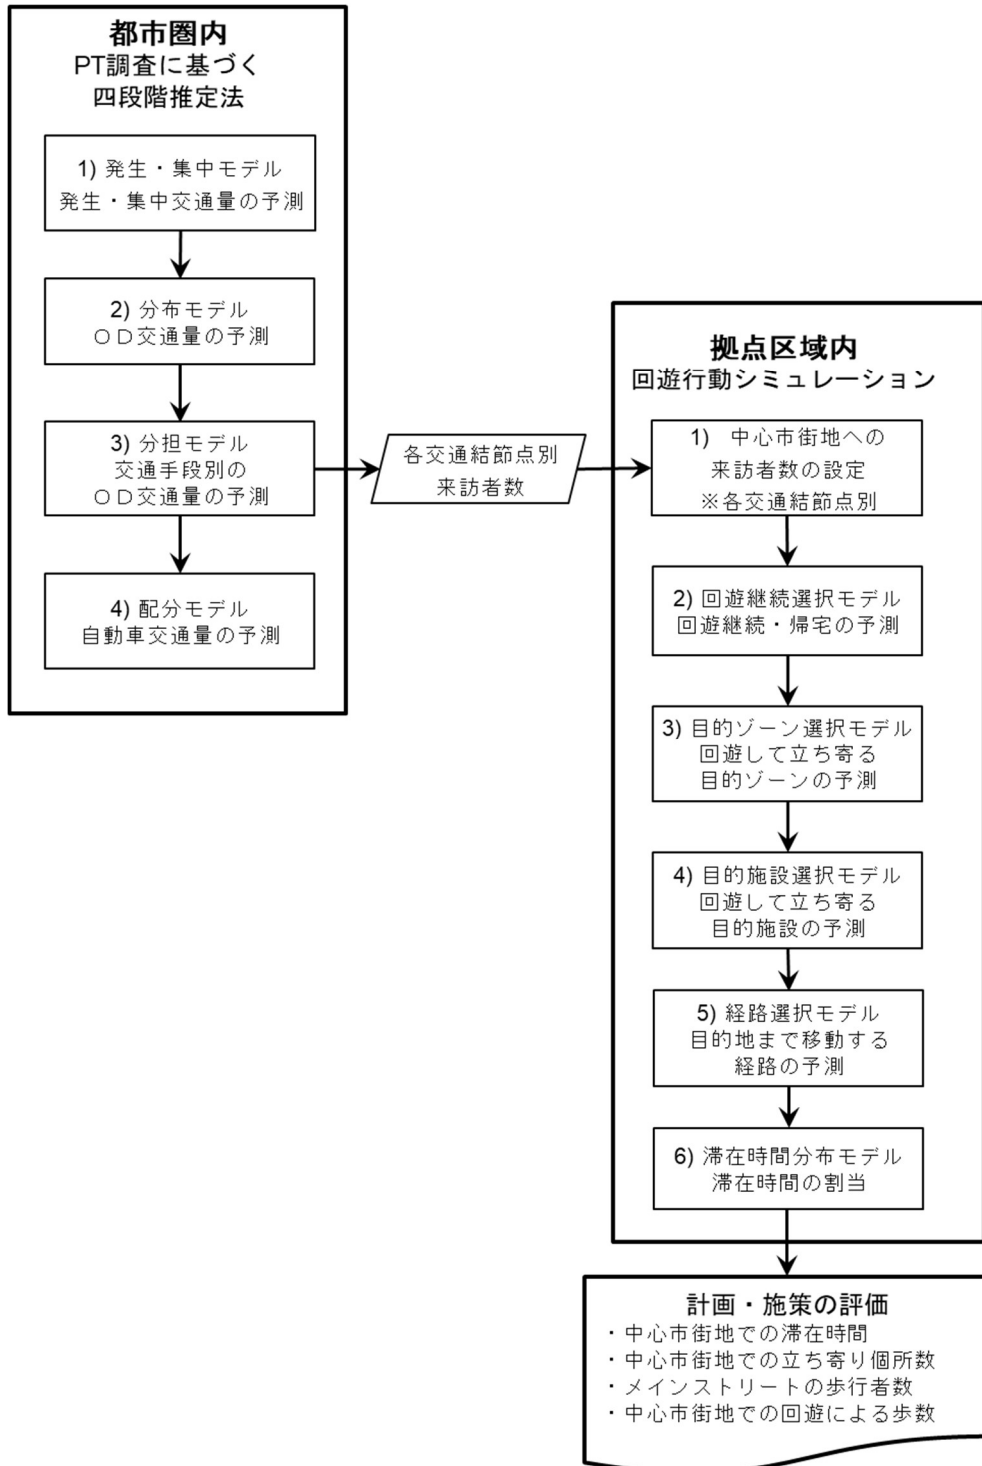 都市圏内
PT調査に基づく
四段階推定法
1) 発生・集中モデル
発生・集中交通量の予測
2) 分布モデル
ＯＤ交通量の予測
3) 分担モデル
交通手段別の
ＯＤ交通量の予測
4) 配分モデル
自動車交通量の予測
各交通結節点別
来訪者数
拠点区域内
回遊行動シミュレーション
1) 中心市街地への
来訪者数の設定
※各交通結節点別
2) 回遊継続選択モデル
回遊継続・帰宅の予測
3) 目的ゾーン選択モデル
回遊して立ち寄る
目的ゾーンの予測
4) 目的施設選択モデル
回遊して立ち寄る
目的施設の予測
5) 経路選択モデル
目的地まで移動する
経路の予測
6) 滞在時間分布モデル
滞在時間の割当
計画・施策の評価
・中心市街地での滞在時間
・中心市街地での立ち寄り個所数
・メインストリートの歩行者数
・中心市街地での回遊による歩数